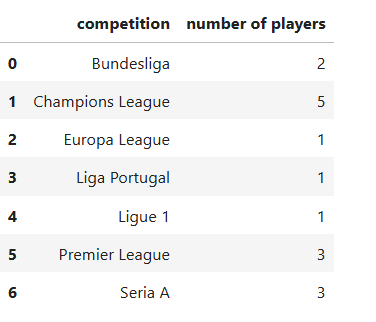 competition number of players
0 Bundesliga 2
1 Champions League 5
2 Europa League 1
3 Liga Portugal 1
4 Ligue 1 1
5 Premier League 3
6 Seria A 3